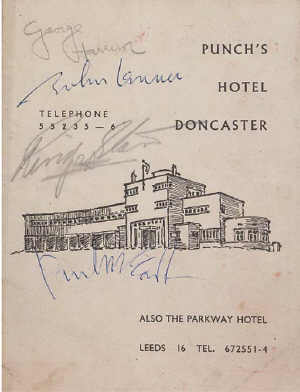 George
Harrison
PUNCH'S
HOTEL
DONCASTER
John Lennon
TELEPHONE
55235 — 6
Ringo Starr
Paul McCartney
ALSO THE PARKWAY HOTEL
LEEDS 16 TEL. 672551-4